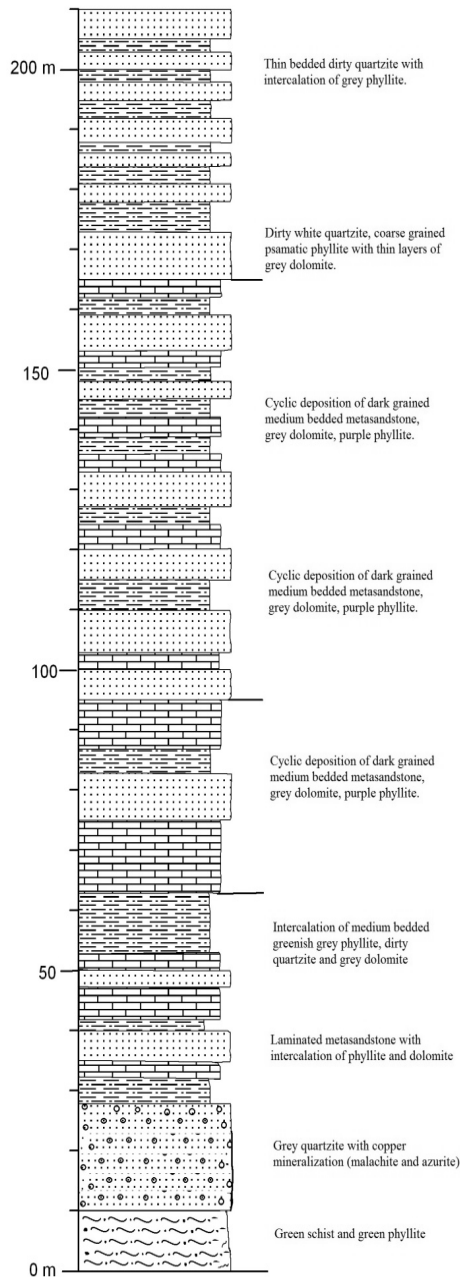 200 m
Thin bedded dirty quartzite with
intercalation of grey phyllite.
Dirty white quartzite, coarse grained
psamatic phyllite with thin layers of
grey dolomite.
150
Cyclic deposition of dark grained
medium bedded metasandstone,
grey dolomite, purple phyllite.
Cyclic deposition of dark grained
medium bedded metasandstone,
grey dolomite, purple phyllite.
100
Cyclic deposition of dark grained
medium bedded metasandstone,
grey dolomite, purple phyllite.
Intercalation of medium bedded
greenish grey phyllite, dirty
quartzite and grey dolomite
50
Laminated metasandstone with
intercalation of phyllite and dolomite
Grey quartzite with copper
mineralization (malachite and azurite)
Green schist and green phyllite
0 m